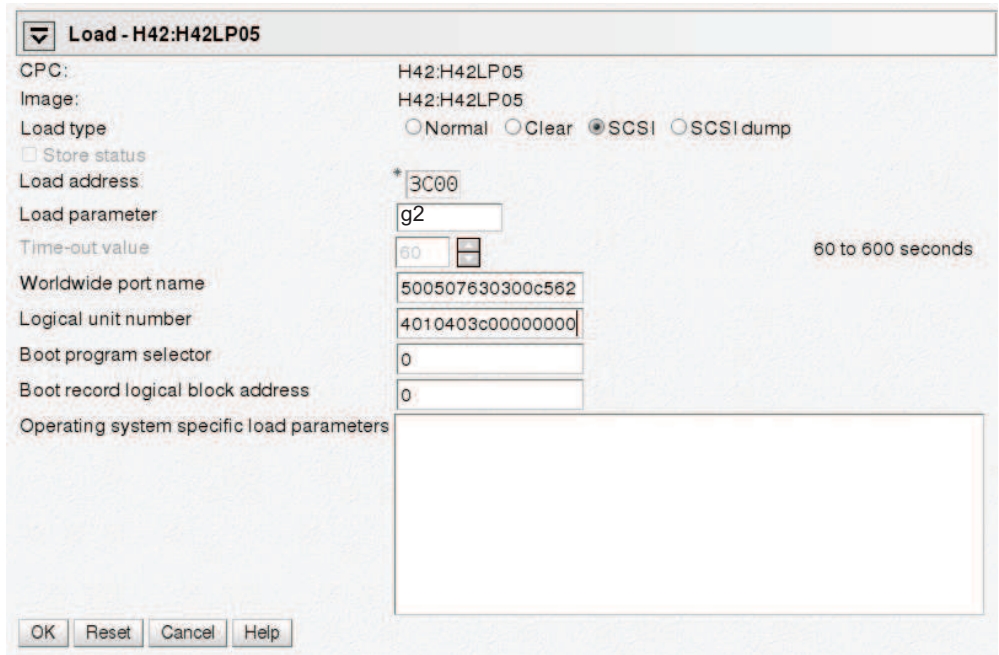 Load - H42:H42LP05
CPC: H42:H42LP05
Image: H42:H42LP05
Load type Normal Clear SCSI SCSI dump
Store status
Load address * 3C00
Load parameter g2
Time-out value 60 60 to 600 seconds
Worldwide port name 500507630300c562
Logical unit number 4010403c00000000
Boot program selector 0
Boot record logical block address 0
Operating system specific load parameters
OK Reset Cancel Help